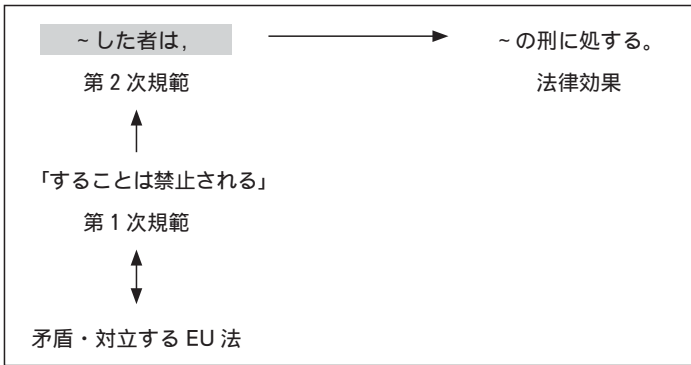 ~した者は， ~の刑に処する。
第２次規範 法律効果
「することは禁止される」
第１次規範
矛盾・対立する EU 法